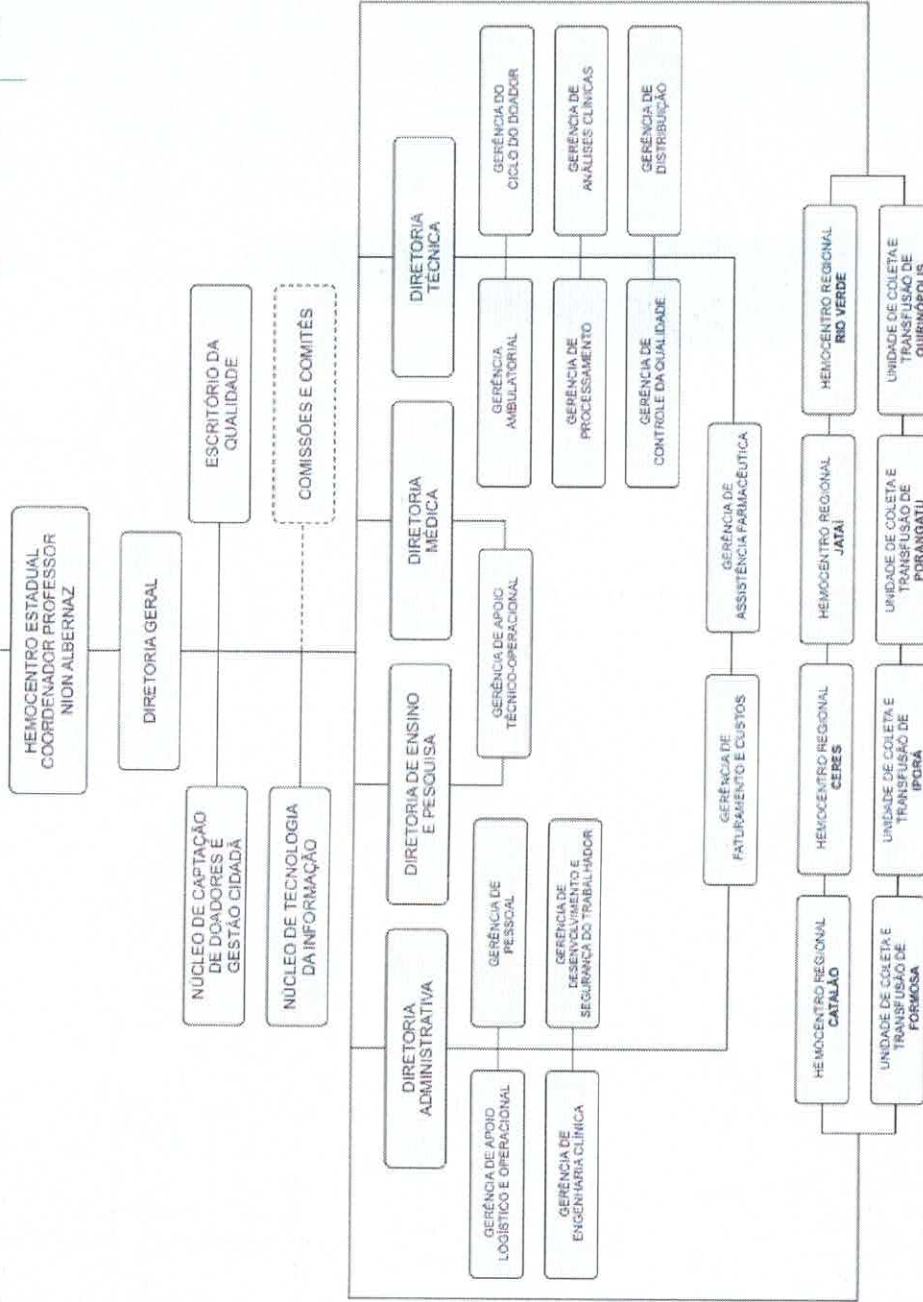 HEMOCENTRO ESTADUAL
COORDENADOR PROFESSOR
NION ALBERNAZ
DIRETORIA GERAL
NÚCLEO DE CAPTAÇÃO
DE DOADORES E
GESTÃO CIDADÃ
ESCRITÓRIO DA
QUALIDADE
NÚCLEO DE TECNOLOGIA
DA INFORMAÇÃO
COMISSÕES E COMITÊS
DIRETORIA
ADMINISTRATIVA
DIRETORIA DE ENSINO
E PESQUISA
DIRETORIA
MÉDICA
DIRETORIA
TÉCNICA
GERÊNCIA DE APOIO
LOGÍSTICO E OPERACIONAL
GERÊNCIA DE
PESSOAL
GERÊNCIA DE
ENGENHARIA CLÍNICA
GERÊNCIA DE
DESENVOLVIMENTO E
SEGURANÇA DO TRABALHADOR
GERÊNCIA DE APOIO
TÉCNICO-OPERACIONAL
GERÊNCIA
AMBULATORIAL
GERÊNCIA DO
CICLO DO DOADOR
GERÊNCIA DE
PROCESSAMENTO
GERÊNCIA DE
ANÁLISES CLÍNICAS
GERÊNCIA DE
CONTROLE DA QUALIDADE
GERÊNCIA DE
DISTRIBUIÇÃO
GERÊNCIA DE
FATURAMENTO E CUSTOS
GERÊNCIA DE
ASSISTÊNCIA FARMACÊUTICA
HEMOCENTRO REGIONAL
CATALÃO
HEMOCENTRO REGIONAL
CERES
HEMOCENTRO REGIONAL
JATAÍ
HEMOCENTRO REGIONAL
RIO VERDE
UNIDADE DE COLETA E
TRANSFUSÃO DE
FORMOSA
UNIDADE DE COLETA E
TRANSFUSÃO DE
IPORÁ
UNIDADE DE COLETA E
TRANSFUSÃO DE
PORANGATU
UNIDADE DE COLETA E
TRANSFUSÃO DE
QUIRINÓPOLIS